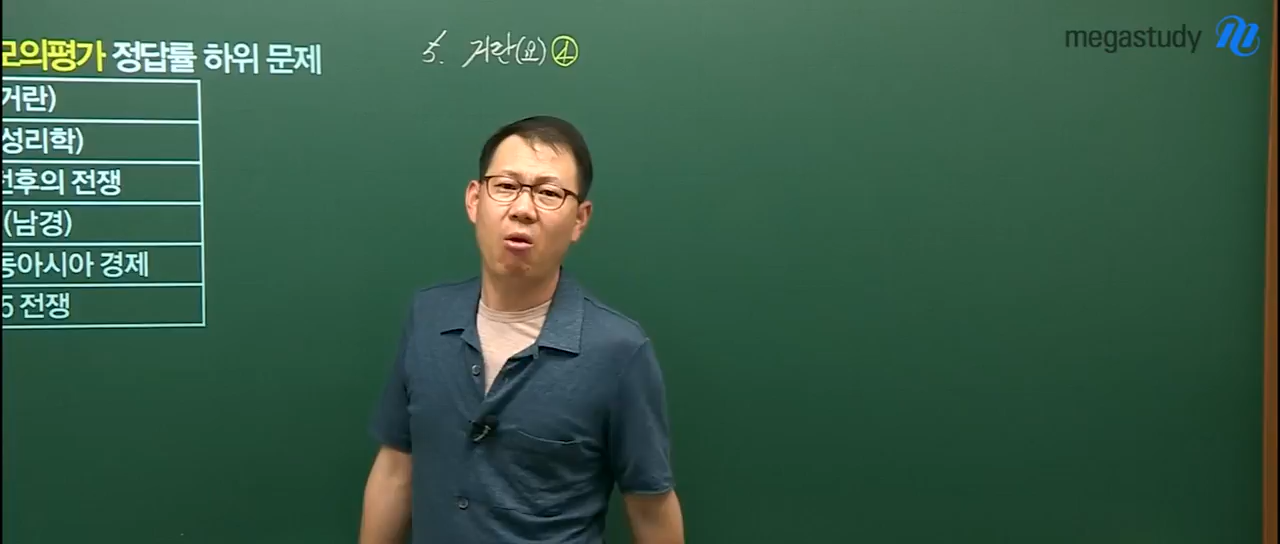 모의평가 정답률 하위 문제
거란)
성리학)
전후의 전쟁
(남경)
동아시아 경제
5 전쟁
5. 거란(요) ④
megastudy